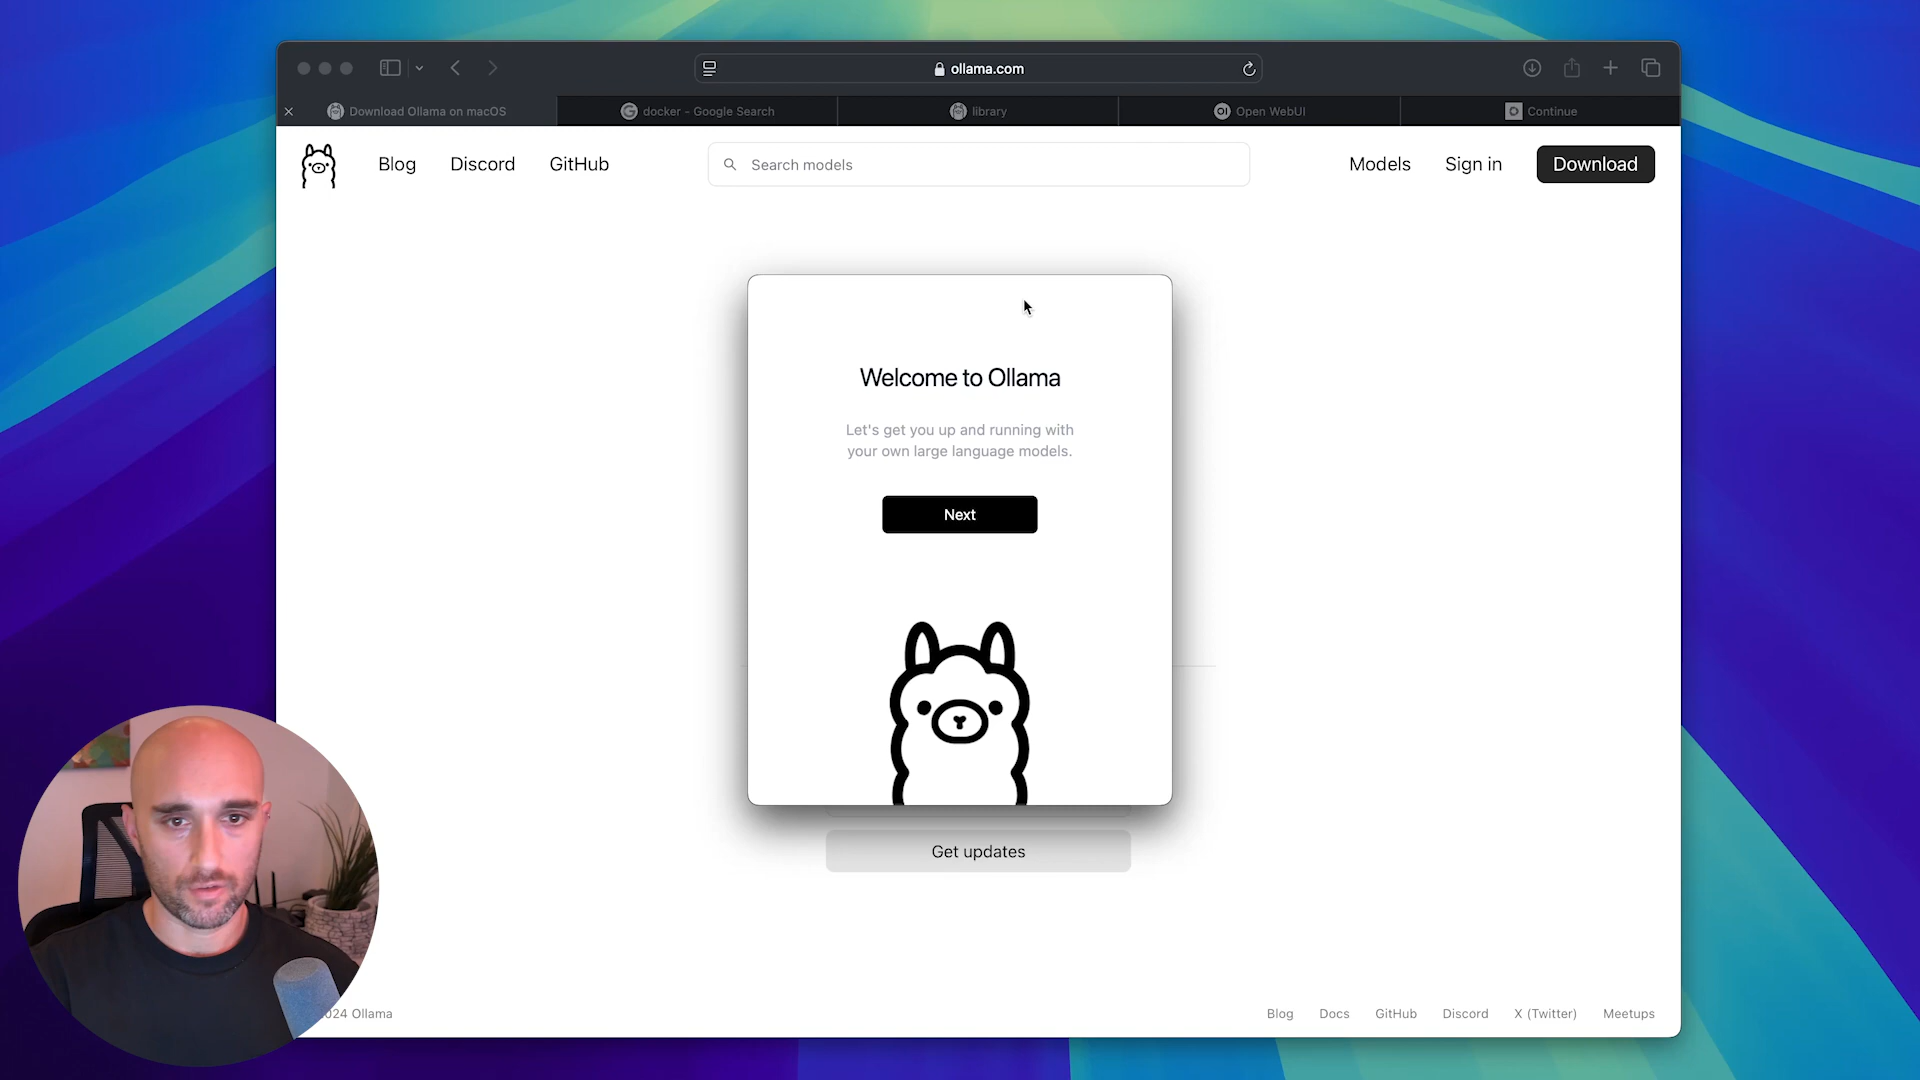 ollama.com
Download Ollama on macOS
docker - Google Search
library
OI Open WebUI
Continue
Blog Discord GitHub
Search models
Models Sign in Download
Welcome to Ollama
Let's get you up and running with
your own large language models.
Next
Get updates
024 Ollama
Blog Docs GitHub Discord X (Twitter) Meetups